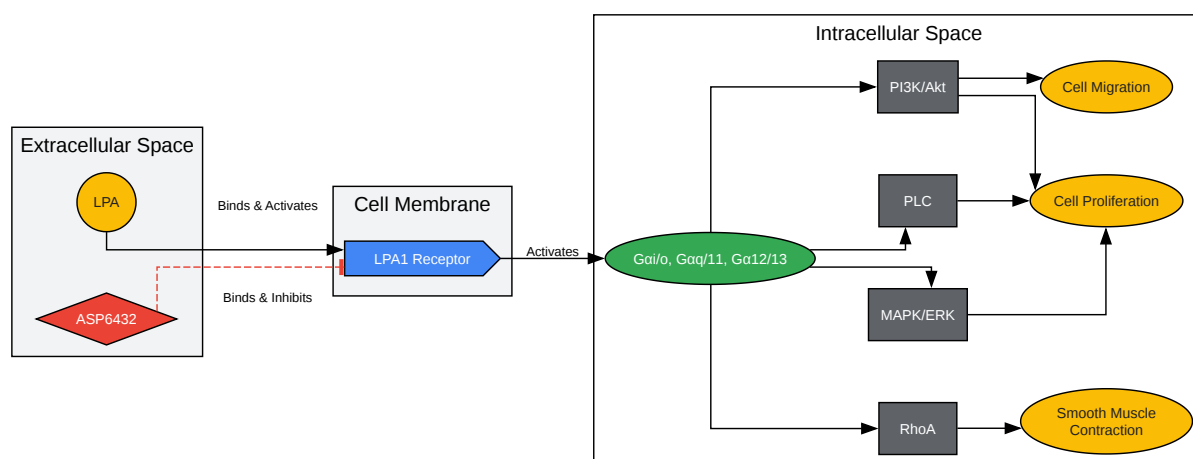 Extracellular Space
LPA
ASP6432
Binds & Activates
Binds & Inhibits
Cell Membrane
LPA1 Receptor
Activates
Intracellular Space
Gαi/o, Gαq/11, Gα12/13
PI3K/Akt
PLC
MAPK/ERK
RhoA
Cell Migration
Cell Proliferation
Smooth Muscle
Contraction